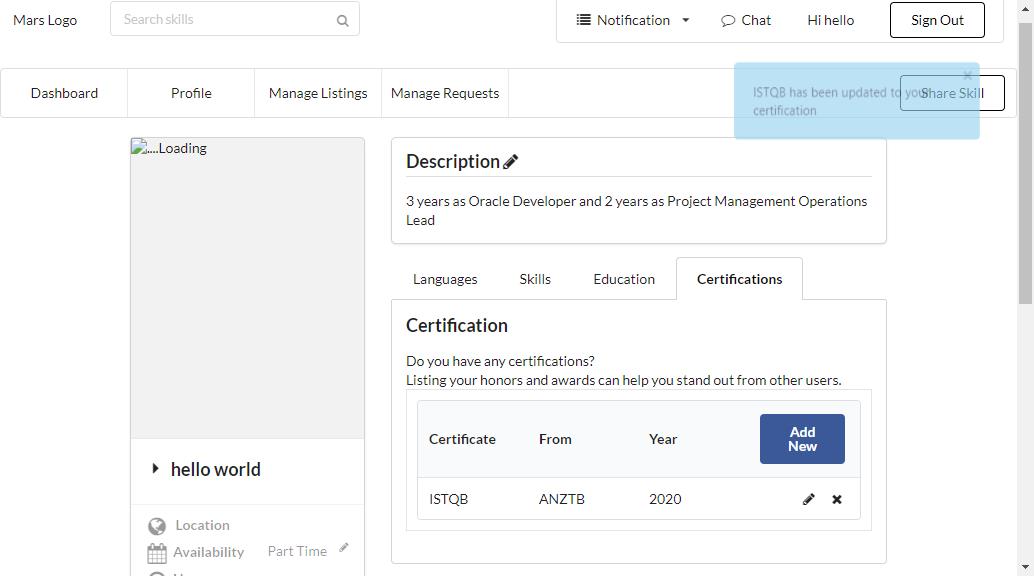 Mars Logo
Search skills
Notification
Chat
Hi hello
Sign Out
Dashboard
Profile
Manage Listings
Manage Requests
Share Skill
ISTQB has been updated to your
certification
....Loading
Description
3 years as Oracle Developer and 2 years as Project Management Operations
Lead
Languages
Skills
Education
Certifications
Certification
Do you have any certifications?
Listing your honors and awards can help you stand out from other users.
Certificate From Year Add New
ISTQB ANZTB 2020
hello world
Location
Availability Part Time